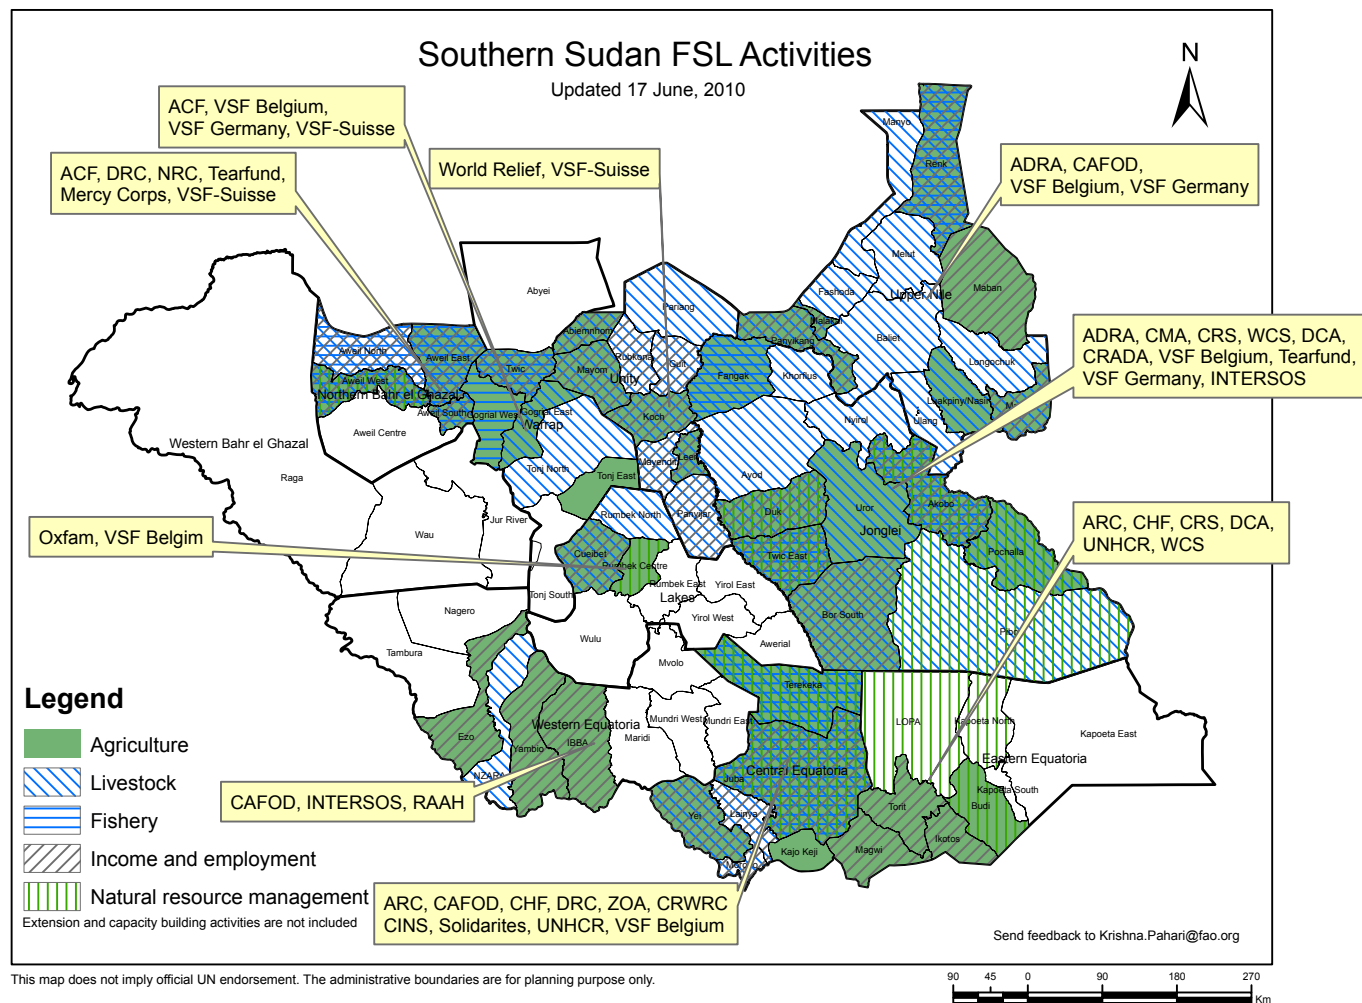 Southern Sudan FSL Activities
Updated 17 June, 2010
N
ACF, VSF Belgium,
VSF Germany, VSF-Suisse
ACF, DRC, NRC, Tearfund,
Mercy Corps, VSF-Suisse
World Relief, VSF-Suisse
ADRA, CAFOD,
VSF Belgium, VSF Germany
ADRA, CMA, CRS, WCS, DCA,
CRADA, VSF Belgium, Tearfund,
VSF Germany, INTERSOS
ARC, CHF, CRS, DCA,
UNHCR, WCS
Oxfam, VSF Belgim
CAFOD, INTERSOS, RAAH
ARC, CAFOD, CHF, DRC, ZOA, CRWRC
CINS, Solidarites, UNHCR, VSF Belgium
Manyo
Renk
Melut
Maban
Fashoda
Upper Nile
Abyei
Pariang
Malakal
Panyikang
Baliet
Longochuk
Abiemnhom
Rubkona
Guit
Aweil North
Aweil East
Twic
Mayom
Unity
Fangak
Khorflus
Aweil West
Northern Bahr el Ghazal
Aweil South
Gognal West
Gognal East
Warrap
Koch
Nyirol
Ulang
Luakpiny/Nasir
Aweil Centre
Western Bahr el Ghazal
Raga
Tonj North
Tonj East
Mayendit
Leer
Ayod
Jur River
Wau
Rumbek North
Panyijar
Duk
Uror
Akobo
Jonglei
Cueibet
Rumbek Centre
Twic East
Pochalla
Tonj South
Rumbek East
Lakes
Yirol East
Yirol West
Bor South
Pibor
Nagero
Tambura
Wulu
Mvolo
Awerial
Terekeka
LOPA
Kapoeta North
Kapoeta East
Ezo
Yambio
Western Equatoria
IBBA
Maridi
Mundri West
Mundri East
Central Equatoria
Eastern Equatoria
NZARA
Juba
Kapoeta South
Budi
Torit
Yei
Lainya
Ikotos
Magwi
Kajo Keji
Legend
Agriculture
Livestock
Fishery
Income and employment
Natural resource management
Extension and capacity building activities are not included
Send feedback to Krishna.Pahari@fao.org
This map does not imply official UN endorsement. The administrative boundaries are for planning purpose only.
90 45 0 90 180 270
Km